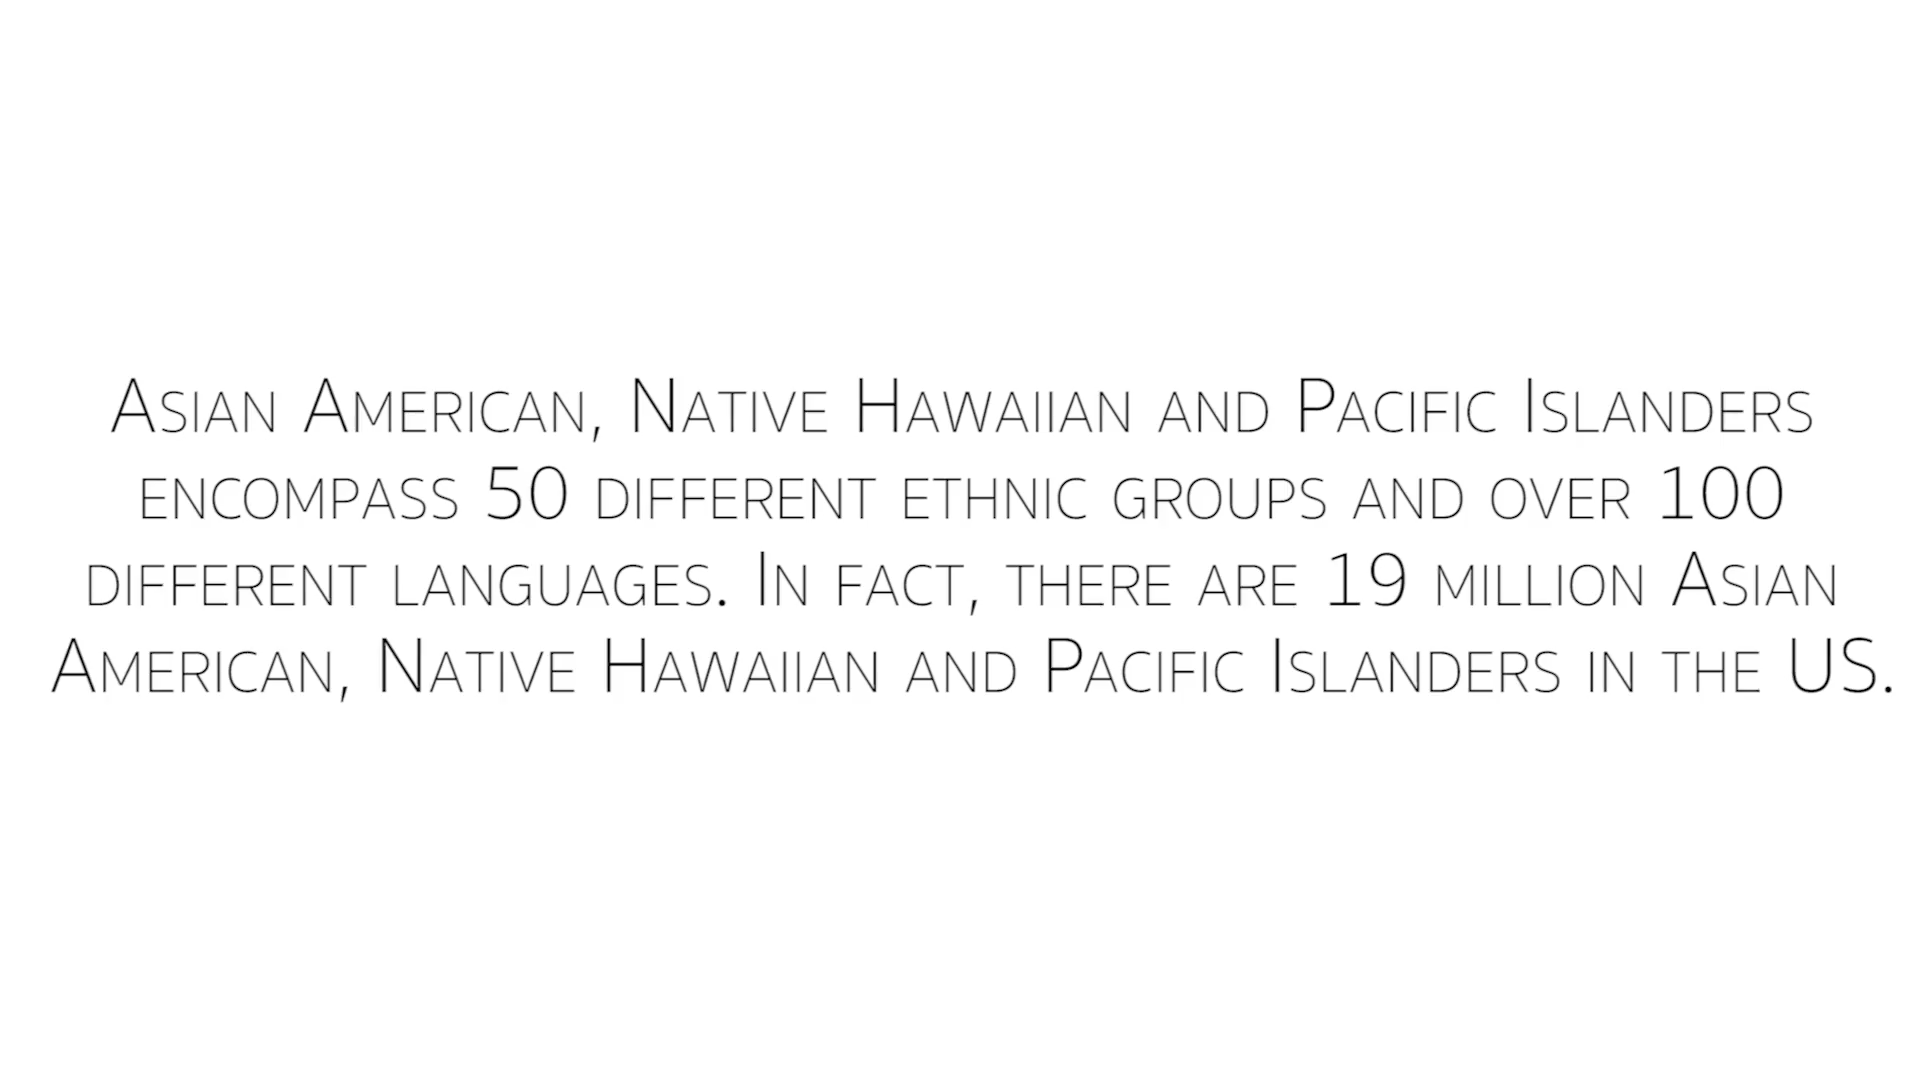 Asian American, Native Hawaiian and Pacific Islanders
encompass 50 different ethnic groups and over 100
different languages. In fact, there are 19 million Asian
American, Native Hawaiian and Pacific Islanders in the US.